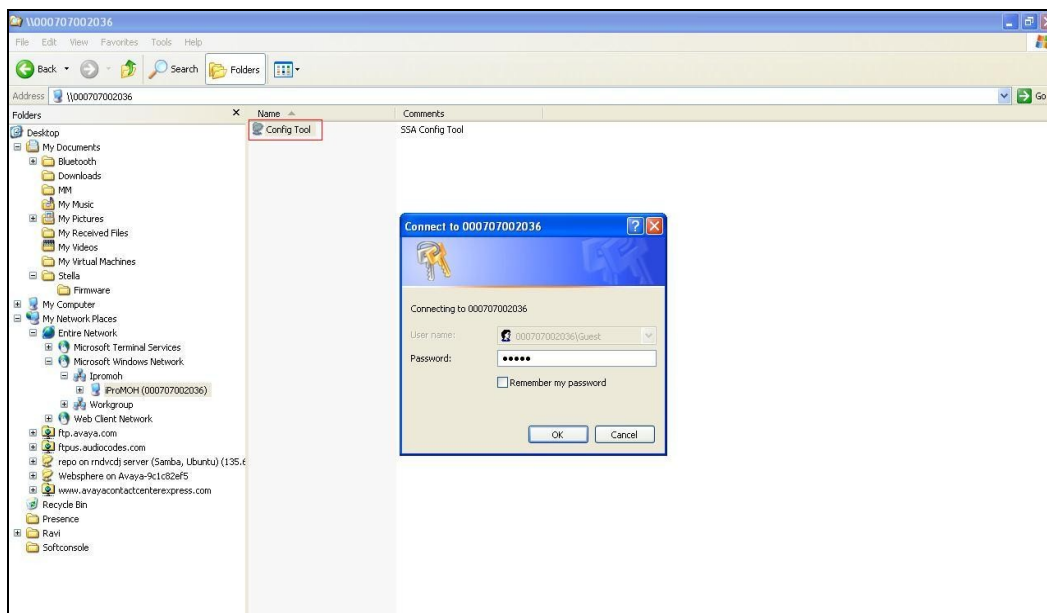 \\000707002036
File Edit View Favorites Tools Help
Back Search Folders
Address \\000707002036 Go
Folders Name Comments
Config Tool SSA Config Tool
Desktop
My Documents
Bluetooth
Downloads
MM
My Music
My Pictures
My Received Files
My Videos
My Virtual Machines
Stella
Firmware
My Computer
My Network Places
Entire Network
Microsoft Terminal Services
Microsoft Windows Network
Ipromoh
iProMOH (000707002036)
Workgroup
Web Client Network
ftp.avaya.com
ftpus.audiocodes.com
repo on rndvcdj server (Samba, Ubuntu) (135.6
Websphere on Avaya-9c1c82ef5
www.avayacontactcenterexpress.com
Recycle Bin
Presence
Ravi
Softconsole
Connect to 000707002036
Connecting to 000707002036
User name: 000707002036\Guest
Password: •••••
Remember my password
OK Cancel